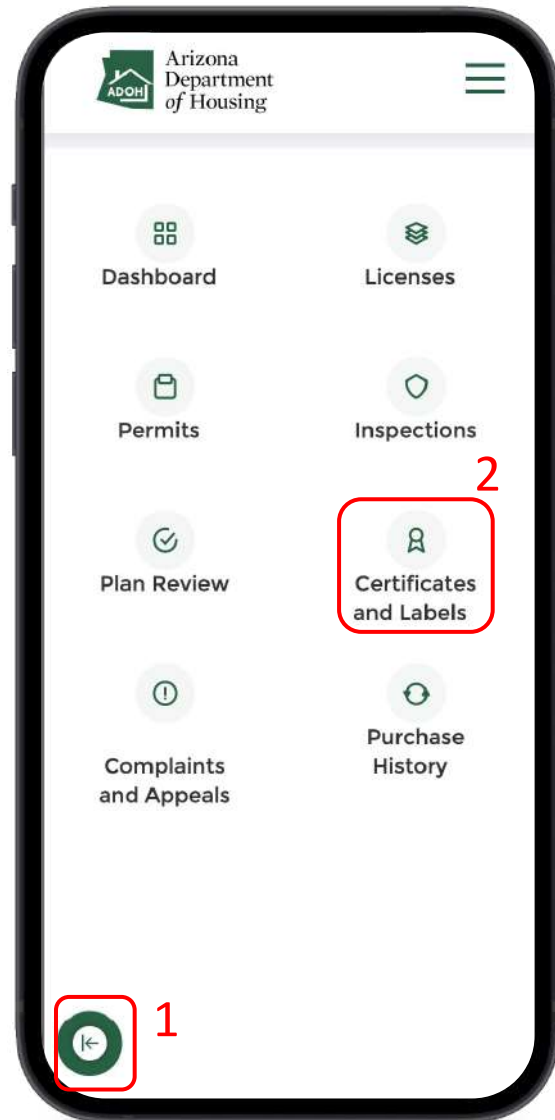 Arizona
Department
of Housing
ADOH
Dashboard
Licenses
Permits
Inspections
2
Plan Review
Certificates
and Labels
Complaints
and Appeals
Purchase
History
1